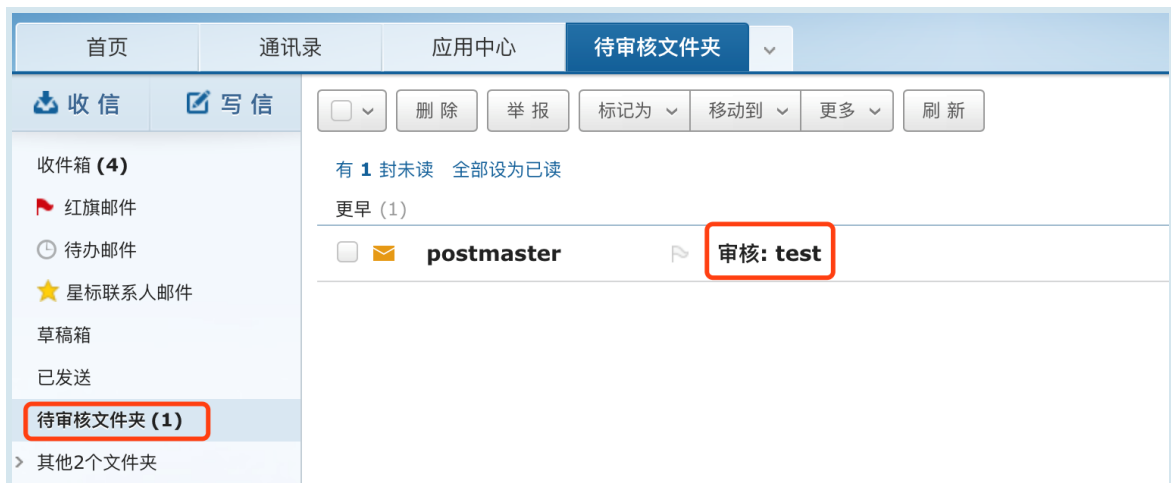 首页 通讯录 应用中心 待审核文件夹
收信 写信
删除 举报 标记为 移动到 更多 刷新
收件箱 (4)
红旗邮件
待办邮件
星标联系人邮件
草稿箱
已发送
待审核文件夹 (1)
其他2个文件夹
有 1 封未读 全部设为已读
更早 (1)
postmaster 审核: test